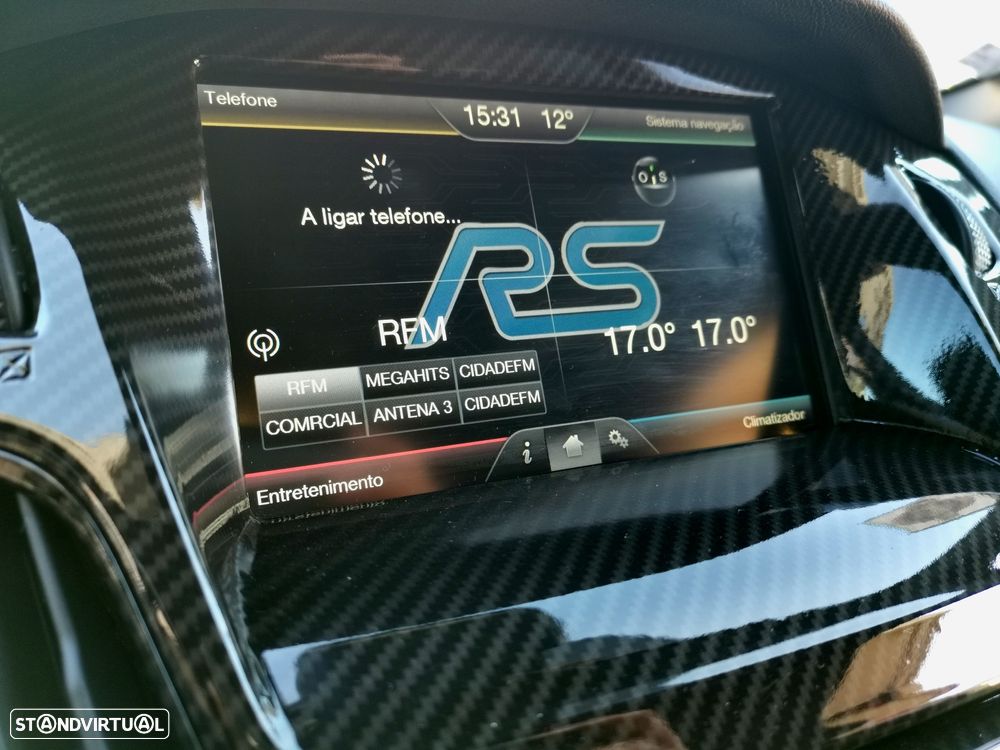 Telefone
15:31 12°
Sistema navegação
O S
A ligar telefone...
RS
RFM
17.0° 17.0°
RFM MEGAHITS CIDADEFM
COMRCIAL ANTENA 3 CIDADEFM
i
Climatizador
Entretenimento
STANDVIRTUAL